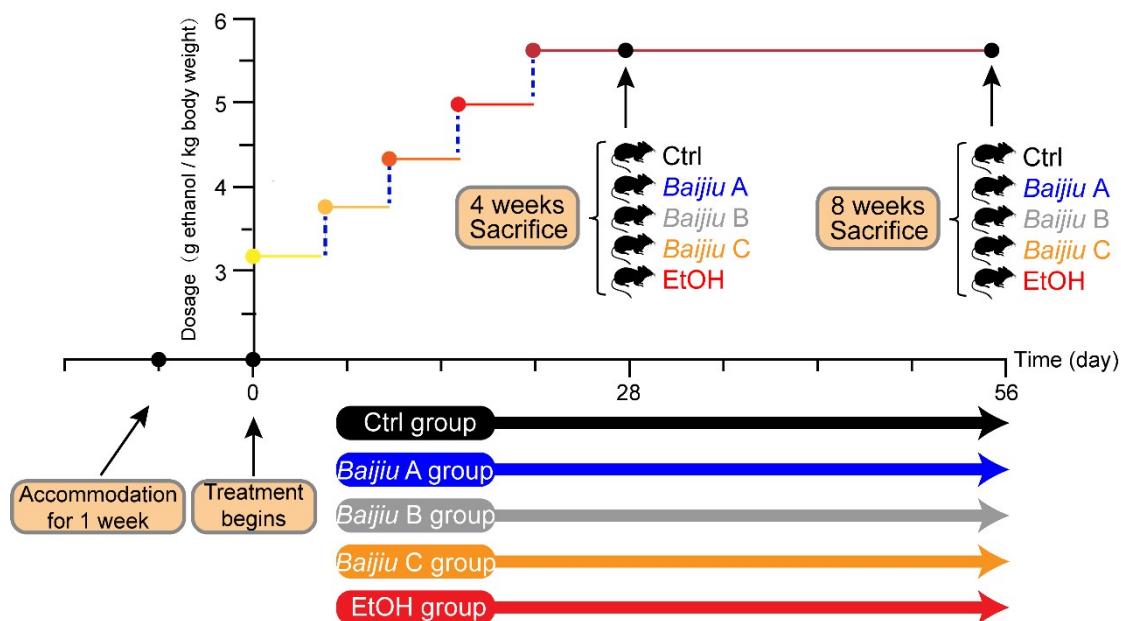 Dosage（g ethanol / kg body weight)
6
5
4
3
4 weeks
Sacrifice
Ctrl
Baijiu A
Baijiu B
Baijiu C
EtOH
8 weeks
Sacrifice
Ctrl
Baijiu A
Baijiu B
Baijiu C
EtOH
Time (day)
0
28
56
Accommodation
for 1 week
Treatment
begins
Ctrl group
Baijiu A group
Baijiu B group
Baijiu C group
EtOH group